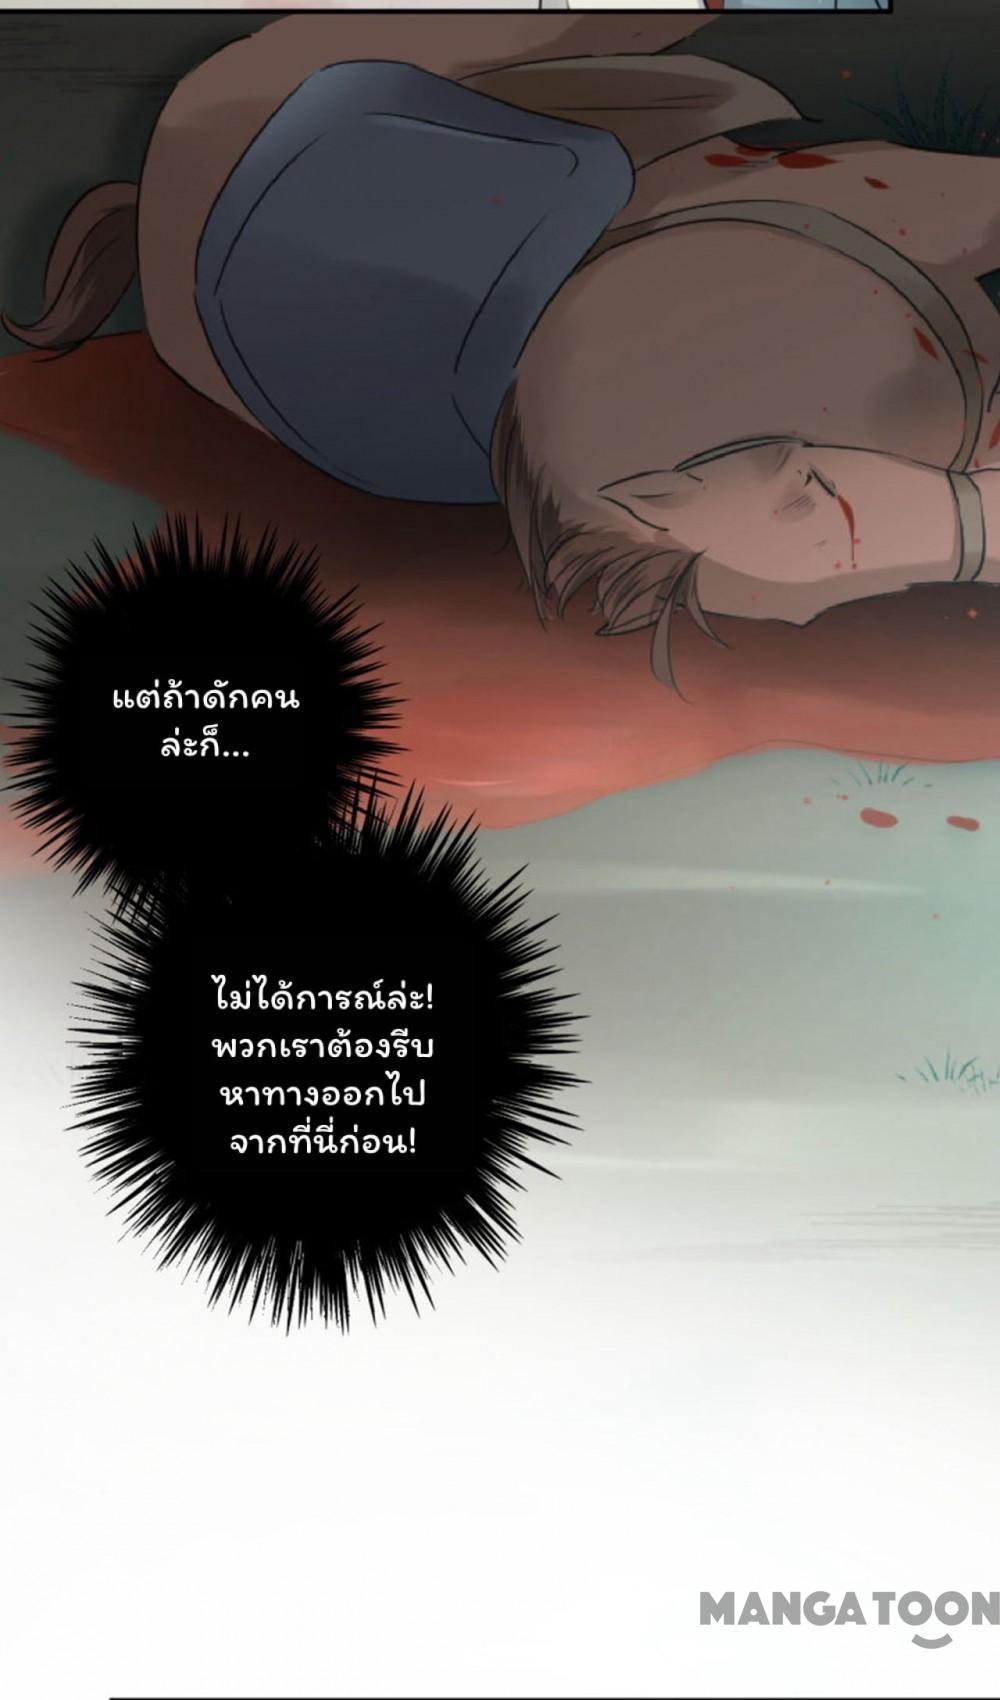 แต่ถ้าดักคน
ล่ะก็...
ไม่ได้การณ์ล่ะ!
พวกเราต้องรีบ
หาทางออกไป
จากที่นี่ก่อน!
MANGATOON